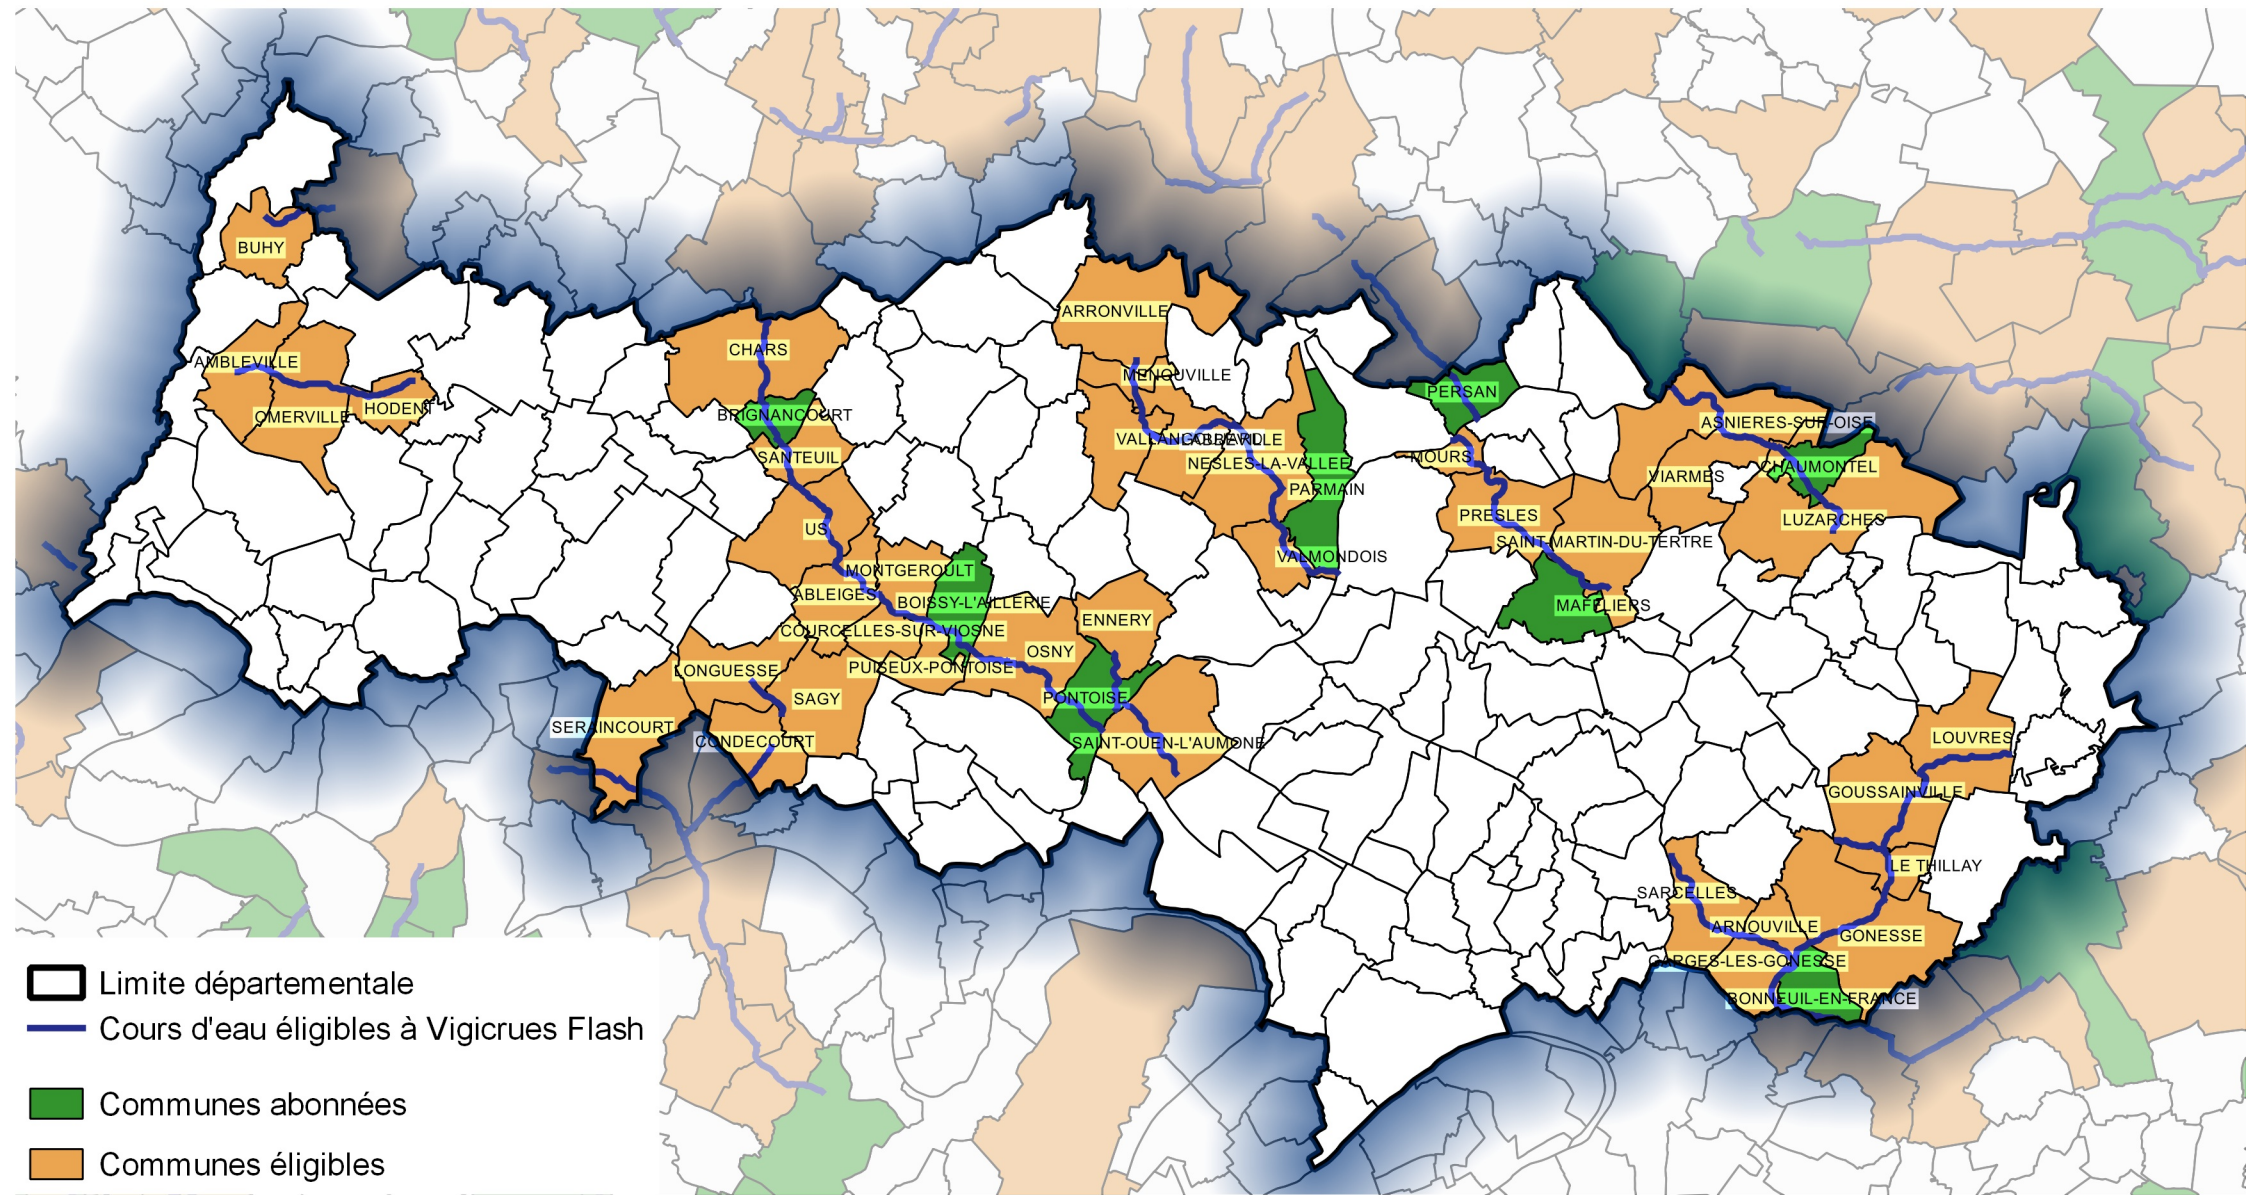 BUHY
ARRONVILLE
CHARS
AMBLEVILLE
MENOUVILLE
PERSAN
HODENT
OMERVILLE
BRIGNANCOURT
ASNIERES-SUR-OISE
VALLANGOUJARD
LABBEVILLE
SANTEUIL
MOURS
NESLES-LA-VALLEE
CHAUMONTEL
VIARMES
PARMAIN
PRESLES
LUZARCHES
US
SAINT-MARTIN-DU-TERTRE
VALMONDOIS
MONTGEROULT
ABLEIGES
BOISSY-L'AILLERIE
MAFFLIERS
ENNERY
COURCELLES-SUR-VIOSNE
OSNY
LONGUESSE
PUISEUX-PONTOISE
SAGY
PONTOISE
SERAINCOURT
CONDECOURT
SAINT-OUEN-L'AUMONE
LOUVRES
GOUSSAINVILLE
LE THILLAY
SARCELLES
ARNOUVILLE
GONESSE
GARGES-LES-GONESSE
BONNEUIL-EN-FRANCE
Limite départementale
Cours d'eau éligibles à Vigicrues Flash
Communes abonnées
Communes éligibles